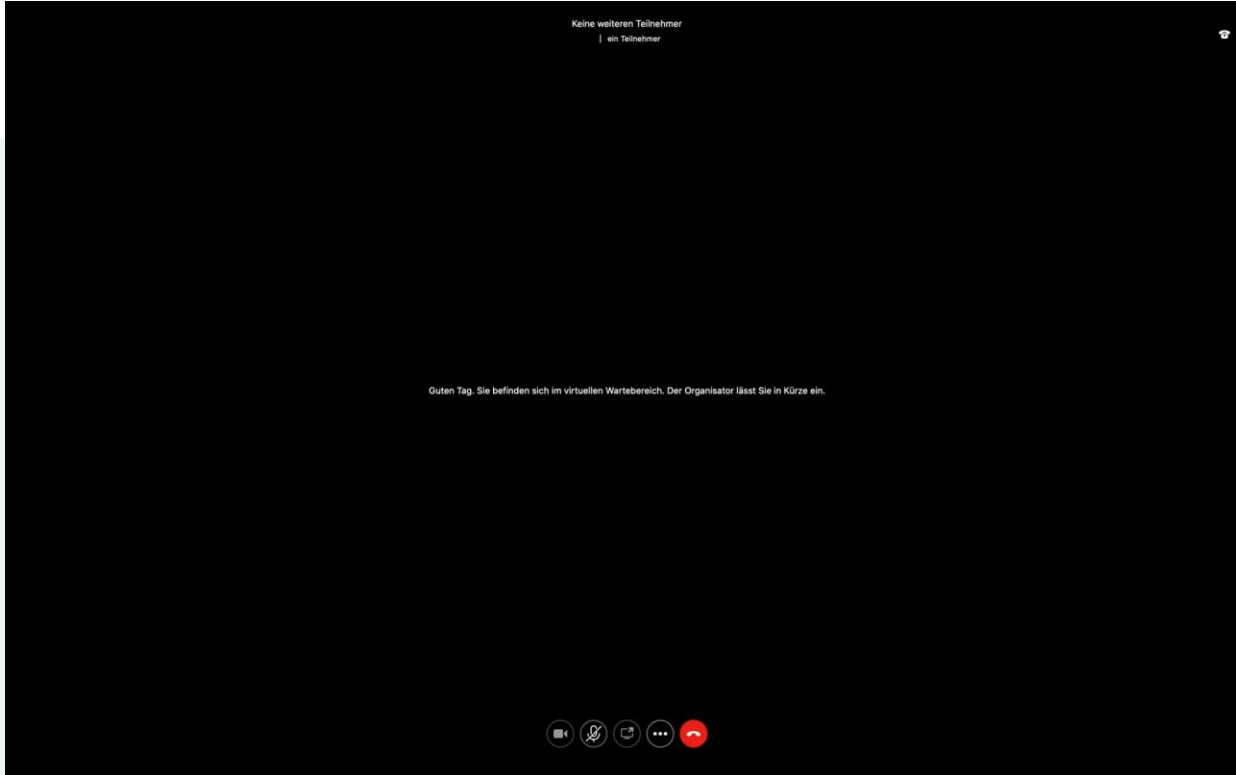 Keine weiteren Teilnehmer
| ein Teilnehmer
Guten Tag. Sie befinden sich im virtuellen Wartebereich. Der Organisator lässt Sie in Kürze ein.